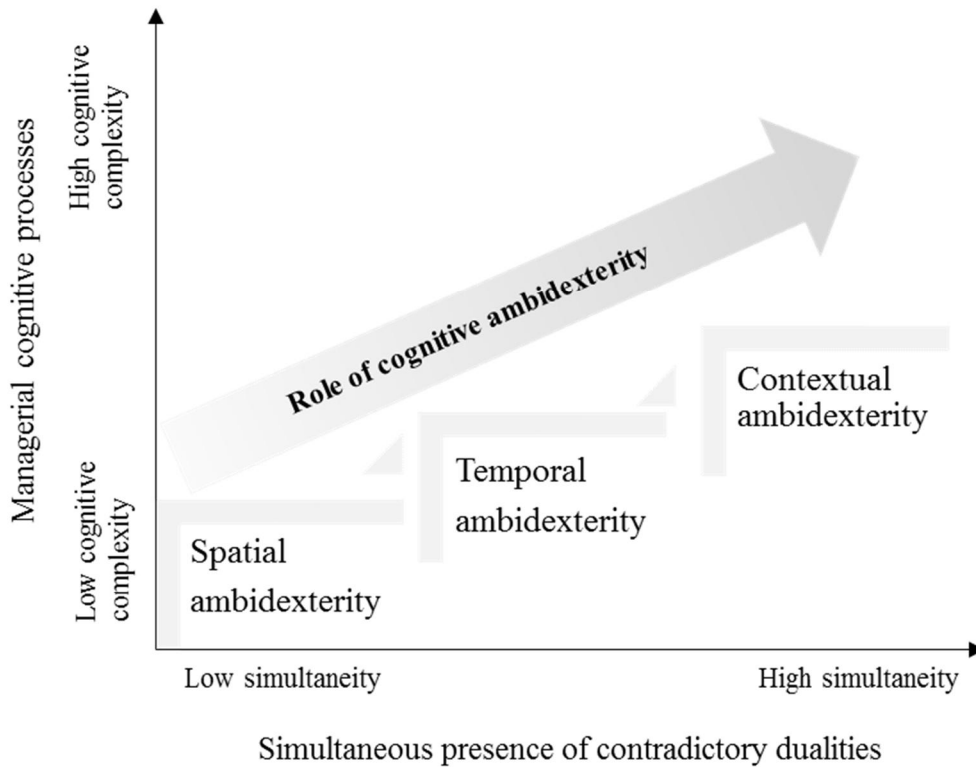 Managerial cognitive processes
High cognitive
complexity
Low cognitive
complexity
Role of cognitive ambidexterity
Contextual
ambidexterity
Temporal
ambidexterity
Spatial
ambidexterity
Low simultaneity
High simultaneity
Simultaneous presence of contradictory dualities